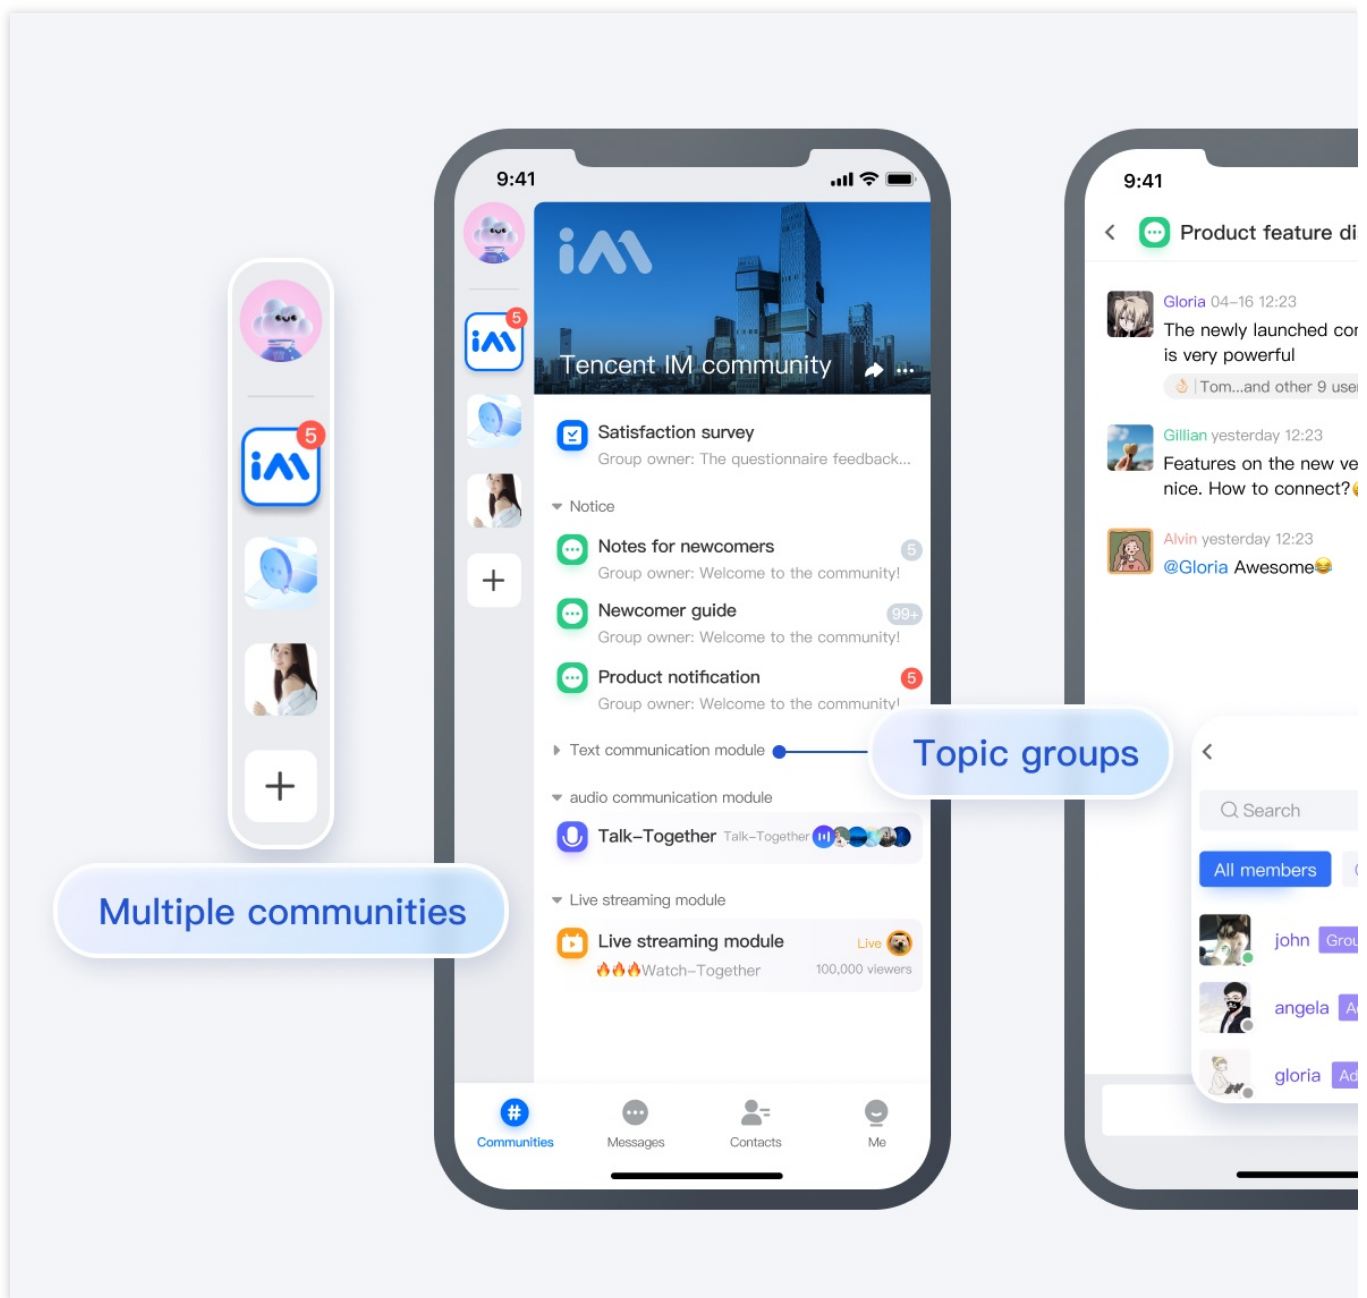 5
Multiple communities
9:41
5
Tencent IM community
Satisfaction survey
Group owner: The questionnaire feedback...
Notice
Notes for newcomers
5
Group owner: Welcome to the community!
Newcomer guide
99+
Group owner: Welcome to the community!
Product notification
5
Group owner: Welcome to the community!
Text communication module
Topic groups
audio communication module
Talk-Together Talk-Together
Live streaming module
Live streaming module
Live
Watch-Together
100,000 viewers
Communities
Messages
Contacts
Me
9:41
Product feature di
Gloria 04-16 12:23
The newly launched cor
is very powerful
Tom...and other 9 user
Gillian yesterday 12:23
Features on the new ve
nice. How to connect?
Alvin yesterday 12:23
@Gloria Awesome
Search
All members
john Grou
angela Ad
gloria Ad